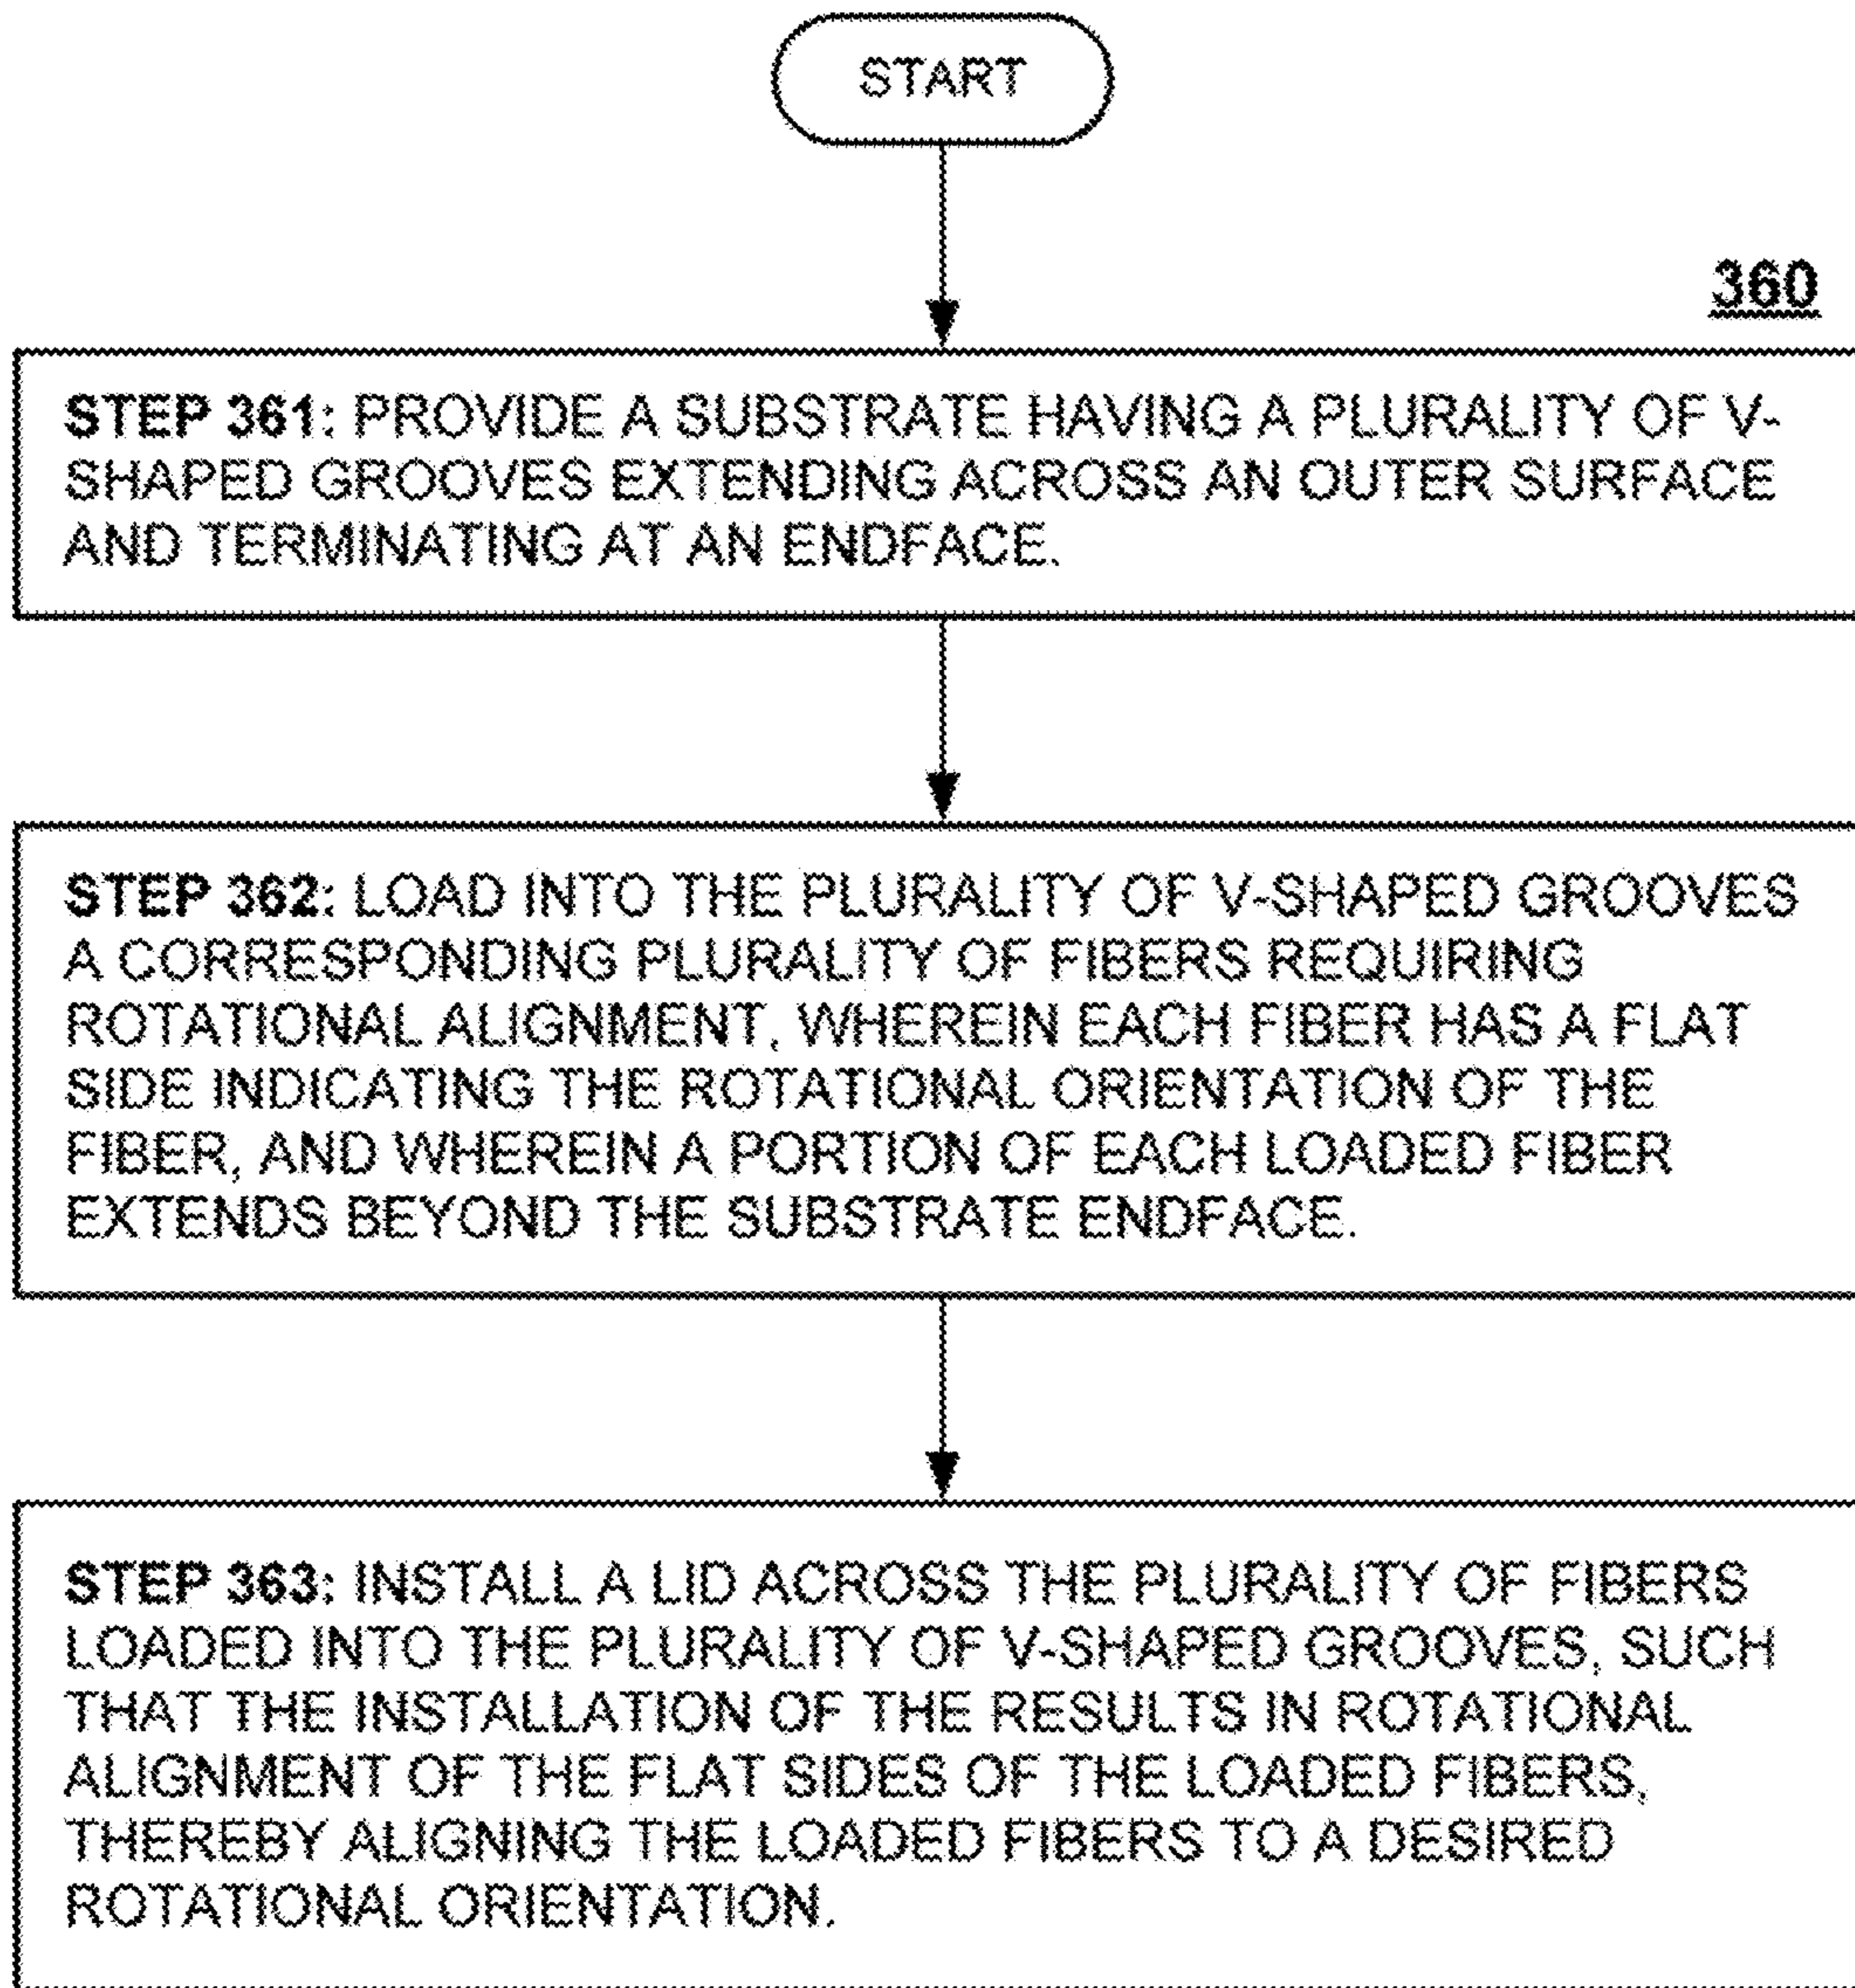 START
360
STEP 361: PROVIDE A SUBSTRATE HAVING A PLURALITY OF V-
SHAPED GROOVES EXTENDING ACROSS AN OUTER SURFACE
AND TERMINATING AT AN ENDFACE.
STEP 362: LOAD INTO THE PLURALITY OF V-SHAPED GROOVES
A CORRESPONDING PLURALITY OF FIBERS REQUIRING
ROTATIONAL ALIGNMENT, WHEREIN EACH FIBER HAS A FLAT
SIDE INDICATING THE ROTATIONAL ORIENTATION OF THE
FIBER, AND WHEREIN A PORTION OF EACH LOADED FIBER
EXTENDS BEYOND THE SUBSTRATE ENDFACE.
STEP 363: INSTALL A LID ACROSS THE PLURALITY OF FIBERS
LOADED INTO THE PLURALITY OF V-SHAPED GROOVES, SUCH
THAT THE INSTALLATION OF THE RESULTS IN ROTATIONAL
ALIGNMENT OF THE FLAT SIDES OF THE LOADED FIBERS,
THEREBY ALIGNING THE LOADED FIBERS TO A DESIRED
ROTATIONAL ORIENTATION.